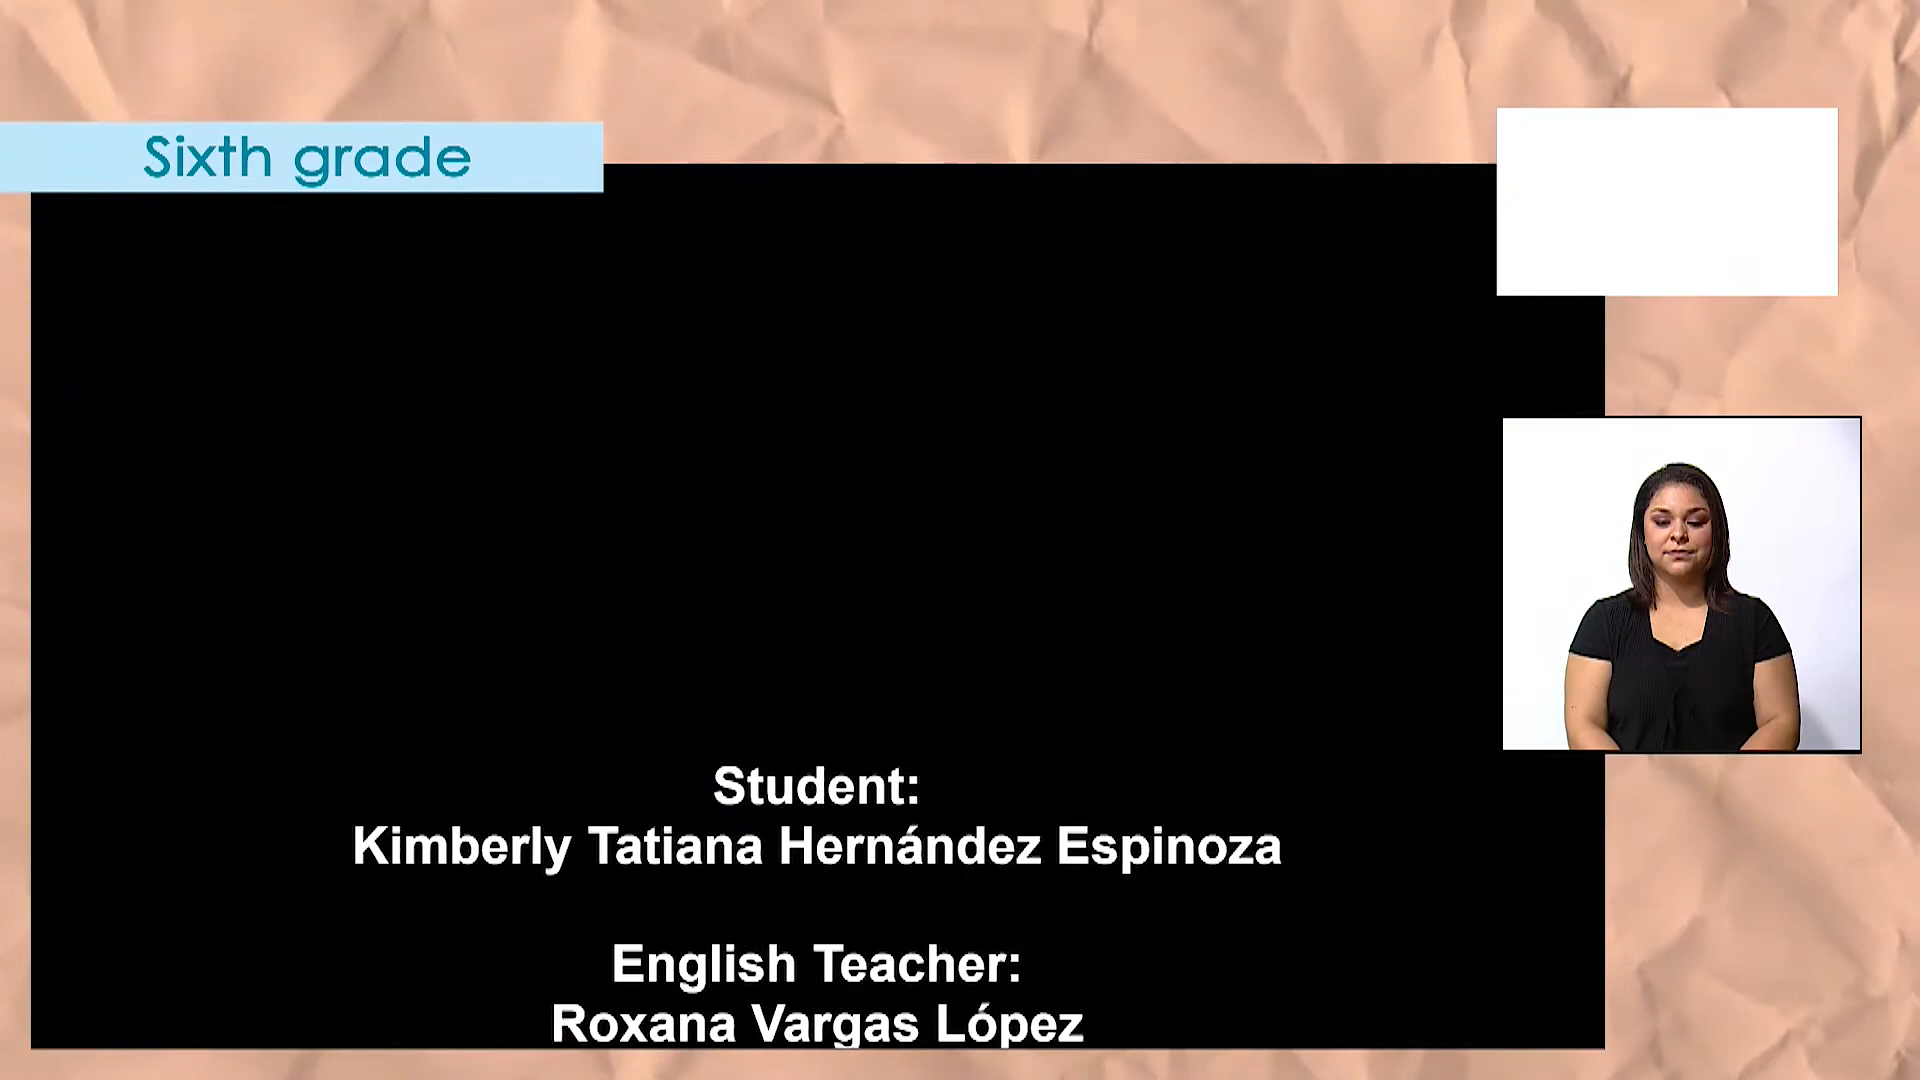 Sixth grade
Student:
Kimberly Tatiana Hernández Espinoza
English Teacher:
Roxana Vargas López